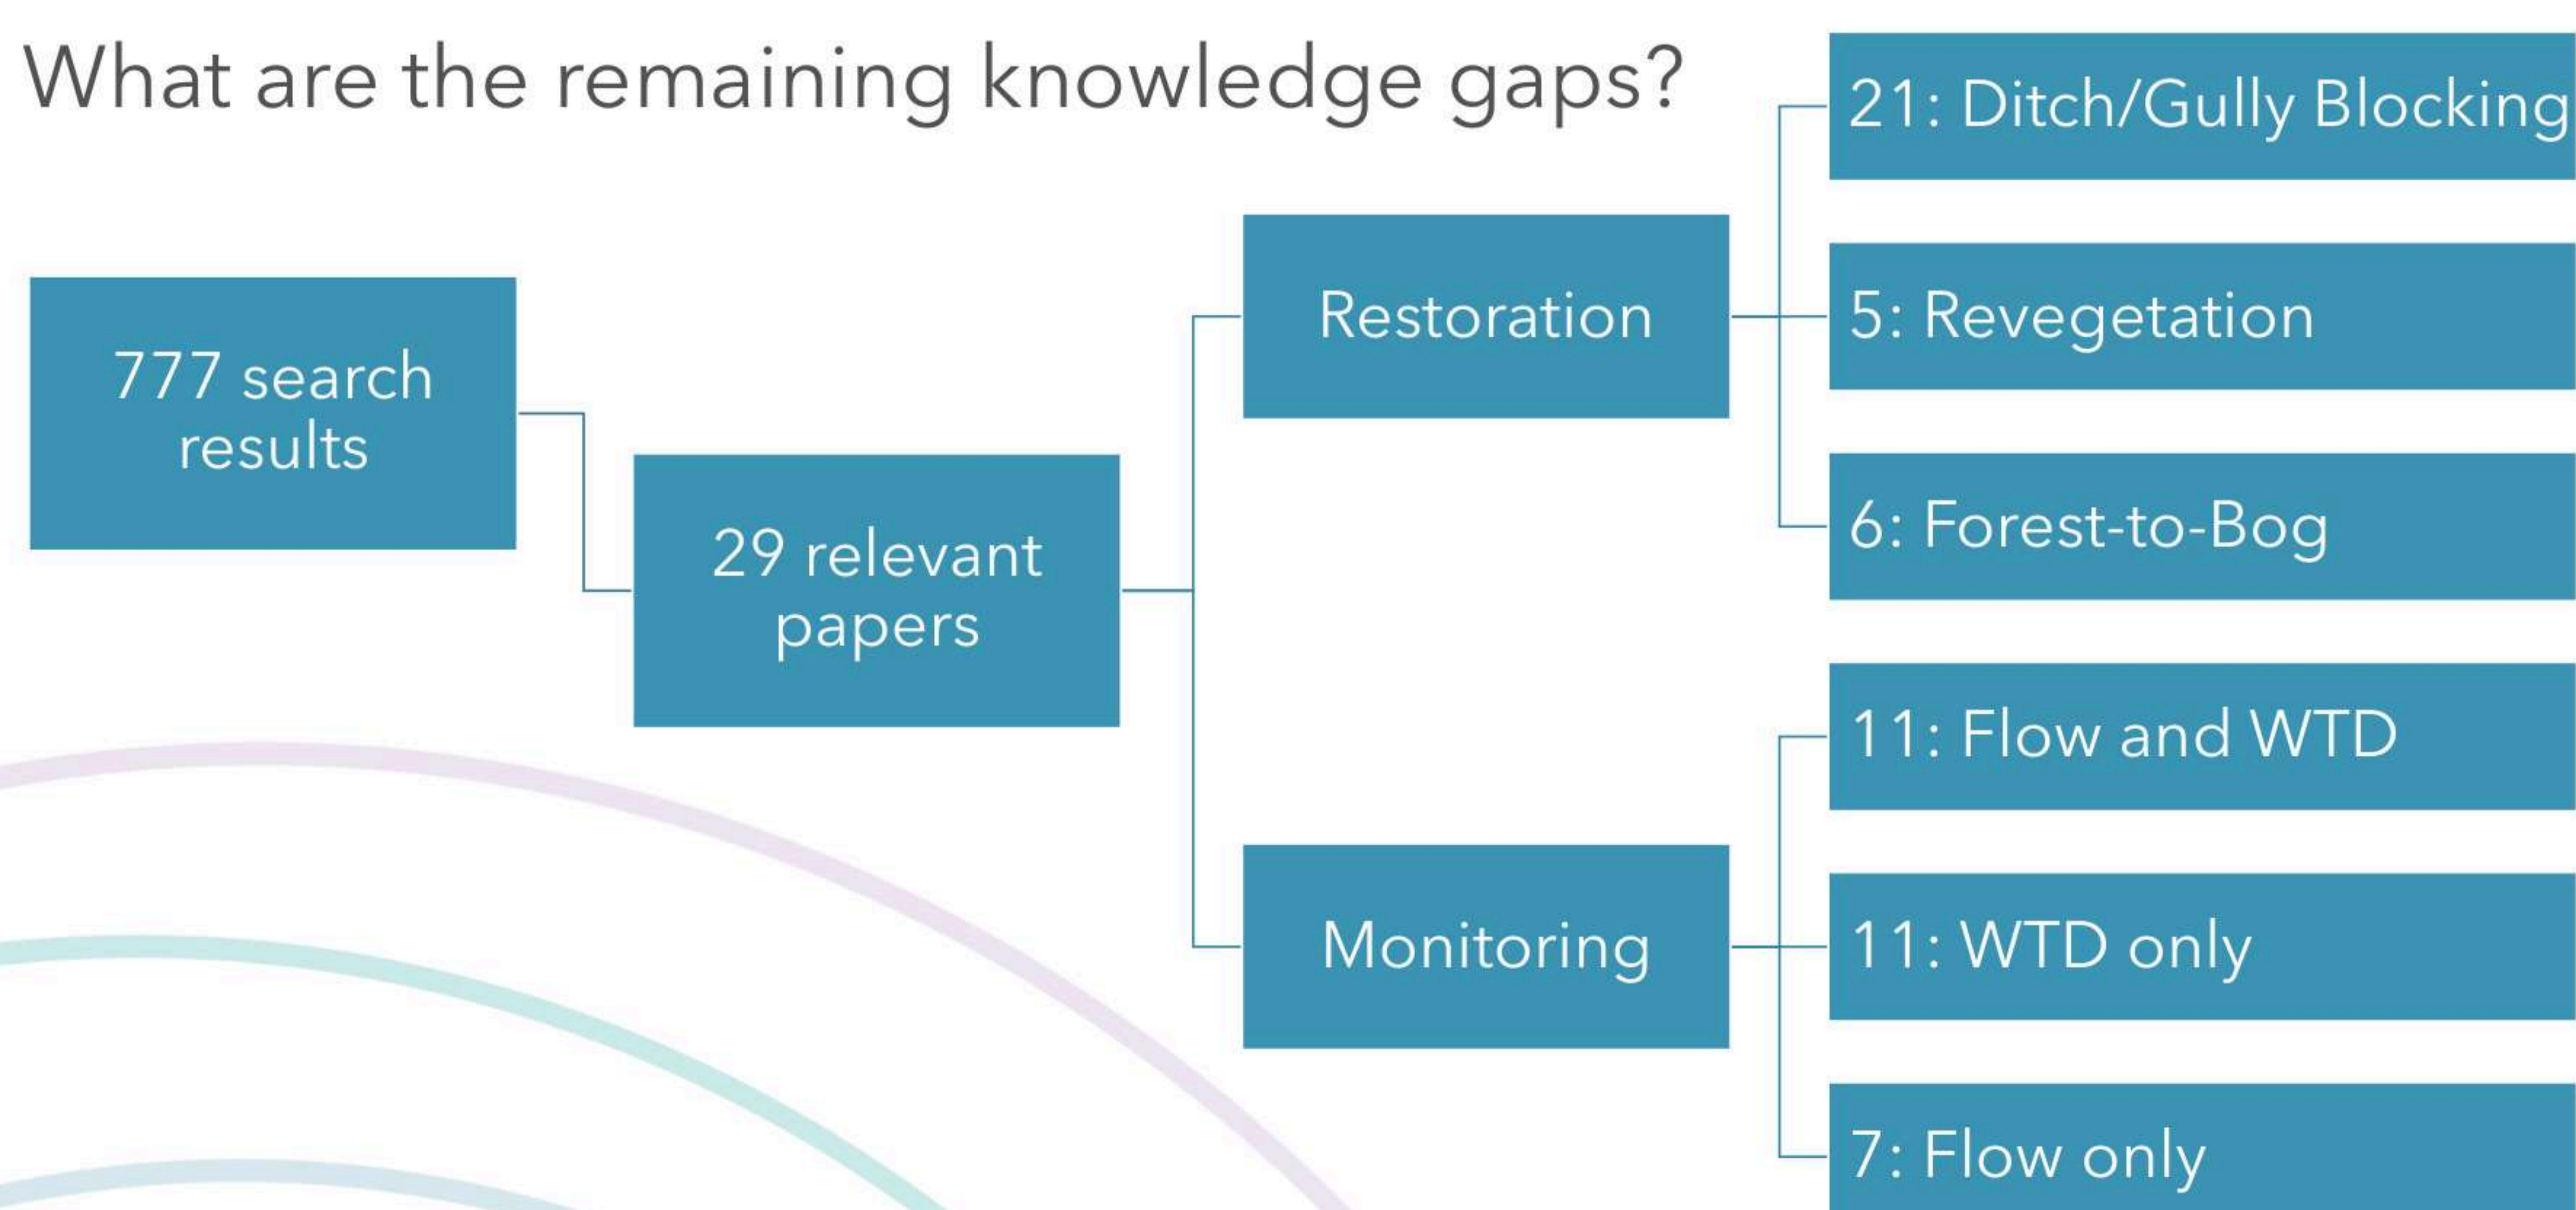 What are the remaining knowledge gaps?
777 search
results
29 relevant
papers
Restoration
21: Ditch/Gully Blocking
5: Revegetation
6: Forest-to-Bog
Monitoring
11: Flow and WTD
11: WTD only
7: Flow only